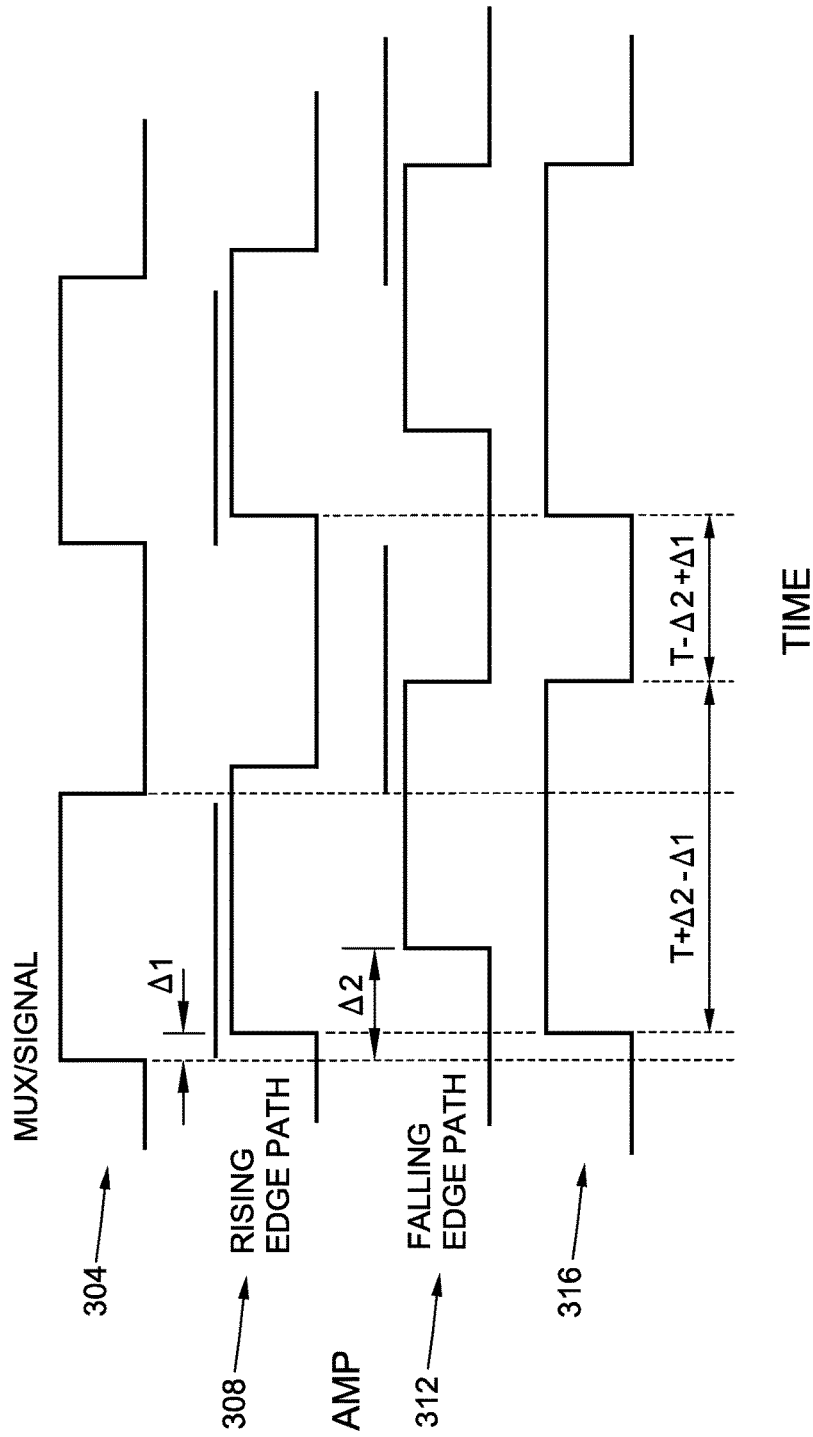 MUX/SIGNAL
304
Δ1
RISING
EDGE PATH
308
AMP
Δ2
FALLING
EDGE PATH
312
316
T+Δ2-Δ1
T-Δ2+Δ1
TIME